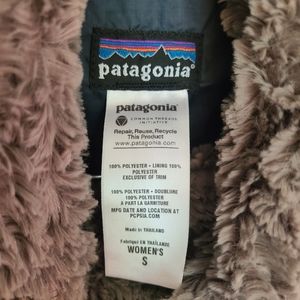 patagonia®
patagonia®
COMMON THREADS
INITIATIVE
Repair, Reuse, Recycle
This Product
www.patagonia.com
100% POLYESTER • LINING 100%
POLYESTER
EXCLUSIVE OF TRIM
100% POLYESTER • DOUBLURE
100% POLYESTER
A PART LA GARNITURE
MFG DATE AND LOCATION AT
PCPSIA.COM
Made in THAILAND
Fabriqué EN THAÏLANDE
WOMEN'S
S